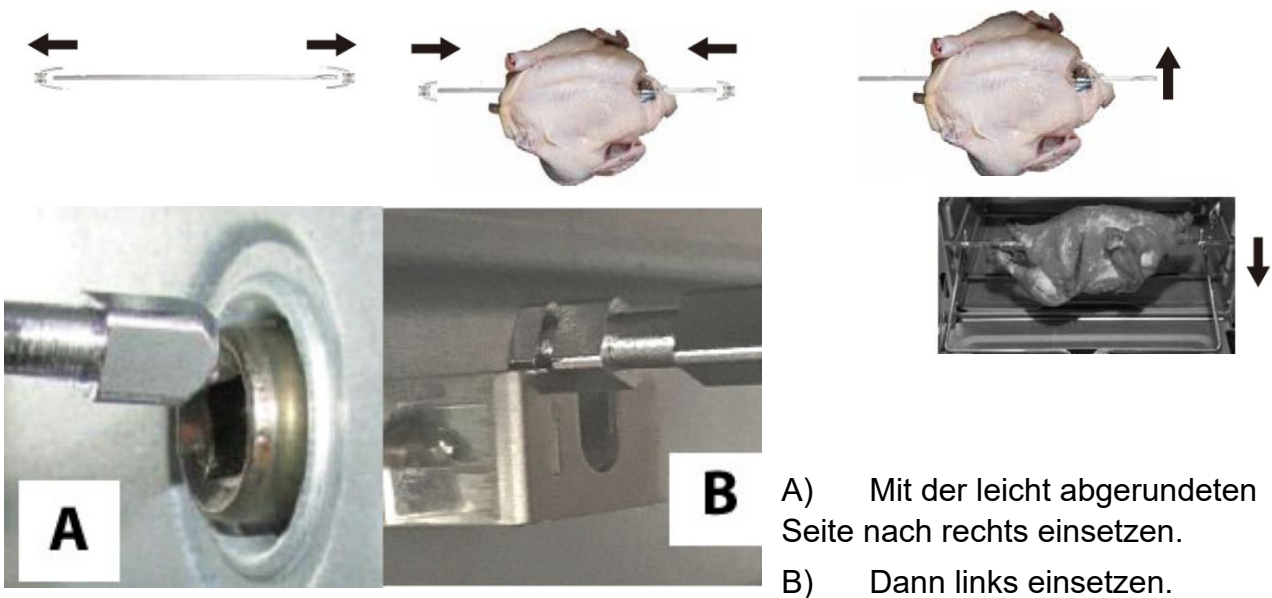 A
B
A) Mit der leicht abgerundeten
Seite nach rechts einsetzen.
B) Dann links einsetzen.